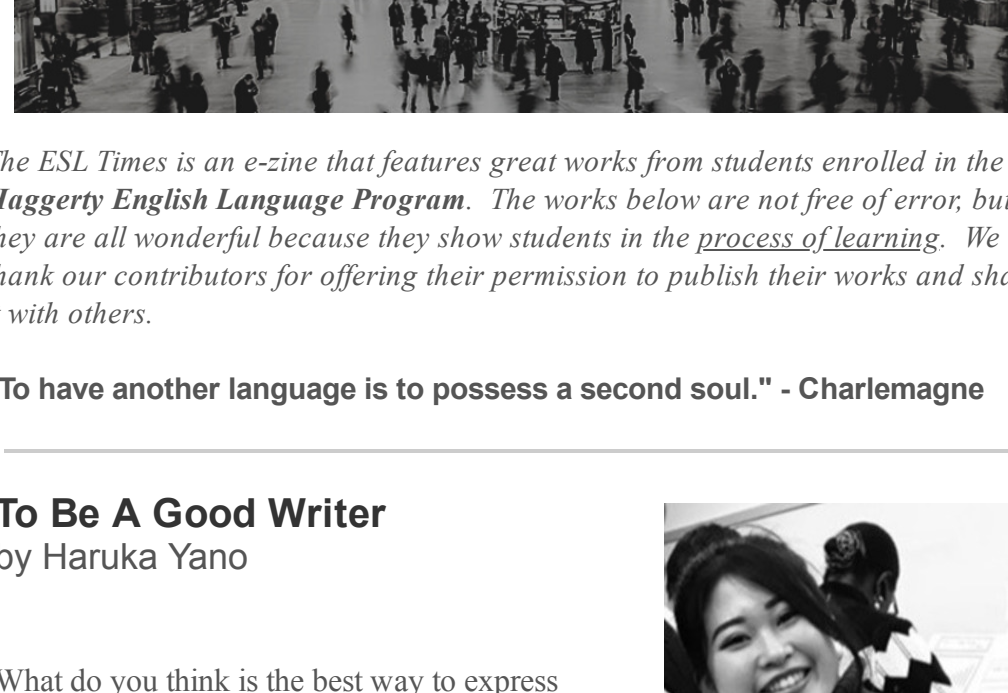 he ESL Times is an e-zine that features great works from students enrolled in the
Haggerty English Language Program.  The works below are not free of error, but
hey are all wonderful because they show students in the process of learning.  We
hank our contributors for offering their permission to publish their works and sha
with others.
To have another language is to possess a second soul." - Charlemagne
To Be A Good Writer
by Haruka Yano
What do you think is the best way to express